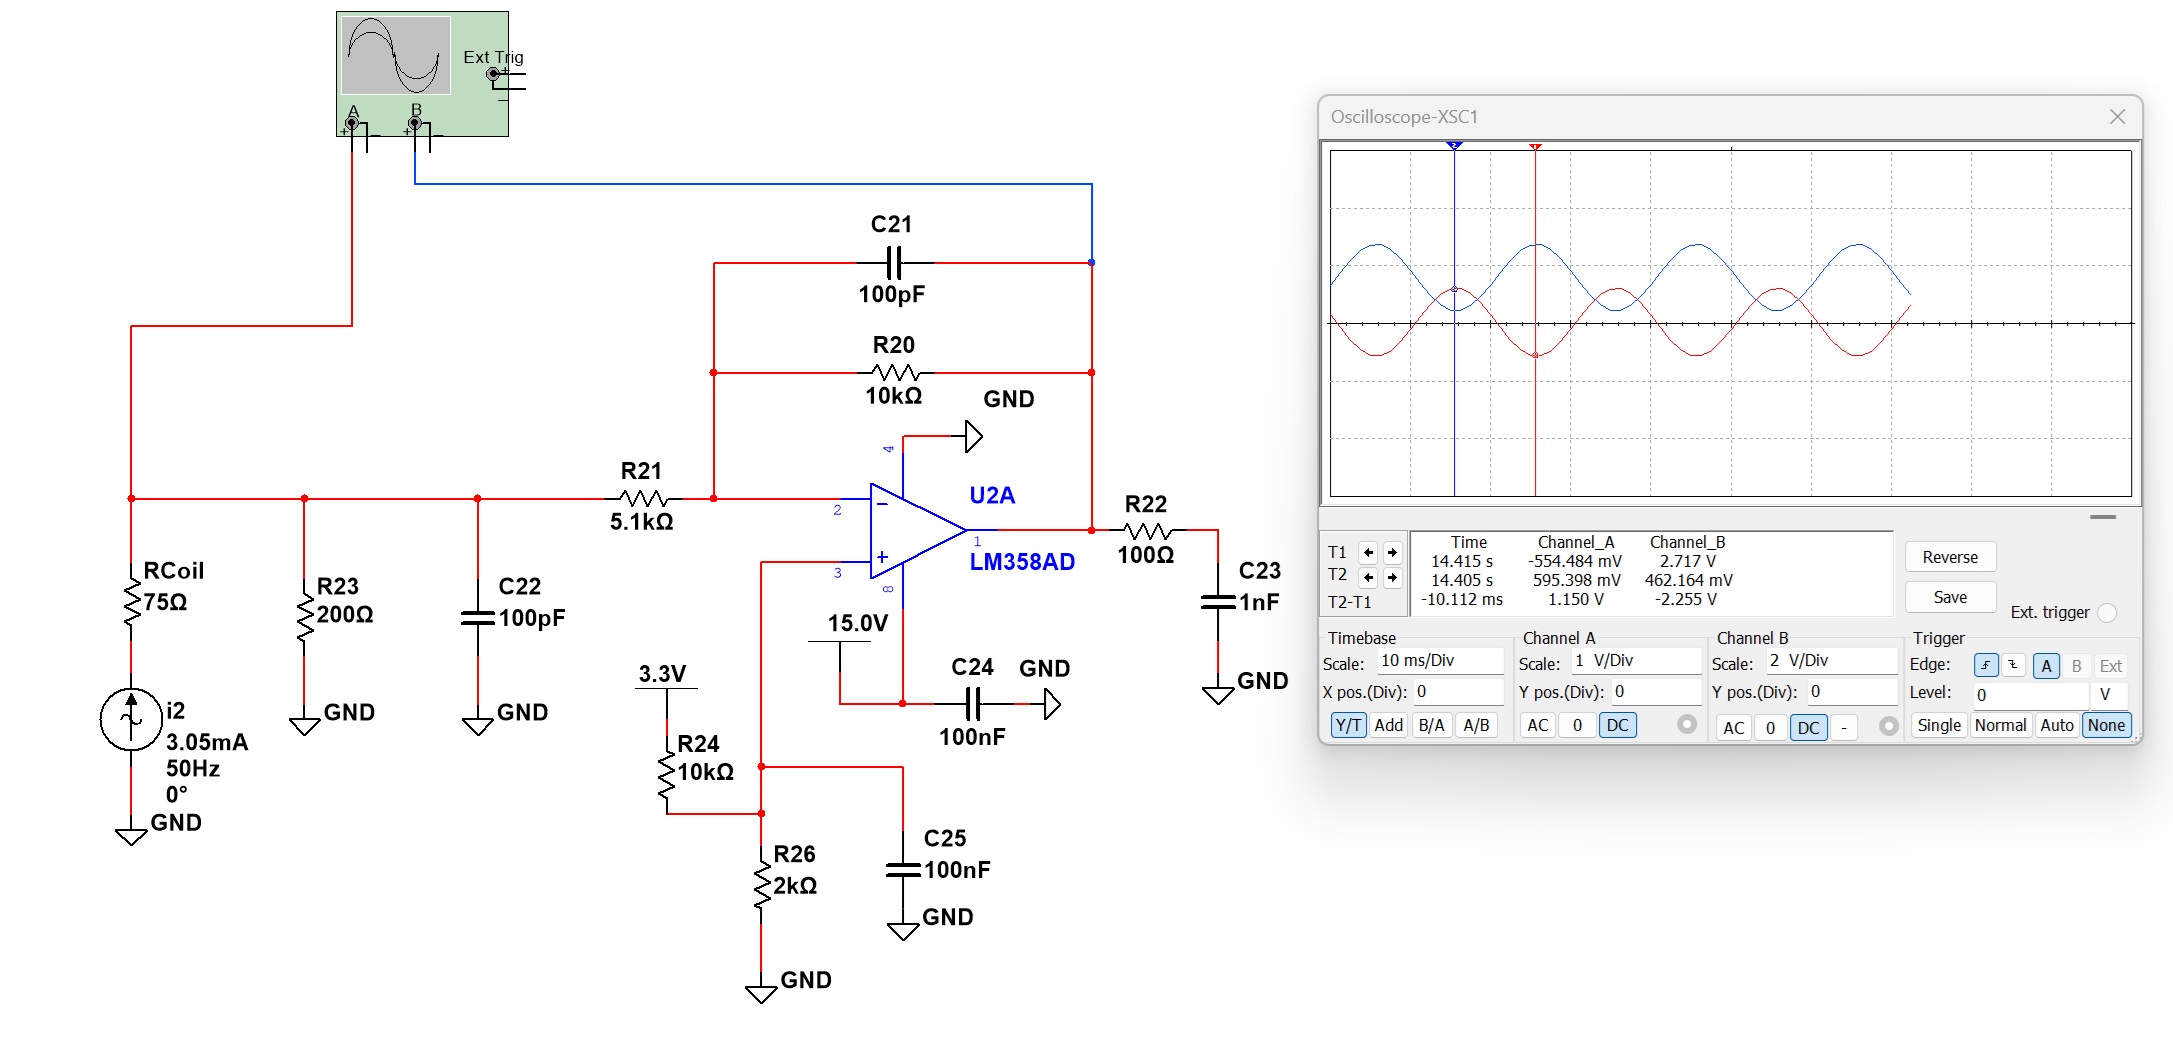 Ext Trig
+
_
A
B
+ _ + _
C21
100pF
R20
10kΩ
GND
4
R21
5.1kΩ
2
−
U2A
1
LM358AD
+
3
8
R22
100Ω
C23
1nF
GND
RCoil
75Ω
R23
200Ω
GND
C22
100pF
GND
i2
3.05mA
50Hz
0°
GND
15.0V
C24
100nF
GND
3.3V
R24
10kΩ
R26
2kΩ
GND
C25
100nF
GND
Oscilloscope-XSC1
2 1
Time Channel_A Channel_B
T1 14.415 s -554.484 mV 2.717 V
T2 14.405 s 595.398 mV 462.164 mV
T2-T1 -10.112 ms 1.150 V -2.255 V
Reverse
Save
Ext. trigger
Timebase
Scale: 10 ms/Div
X pos.(Div): 0
Y/T Add B/A A/B
Channel A
Scale: 1 V/Div
Y pos.(Div): 0
AC 0 DC
Channel B
Scale: 2 V/Div
Y pos.(Div): 0
AC 0 DC -
Trigger
Edge: A B Ext
Level: 0 V
Single Normal Auto None